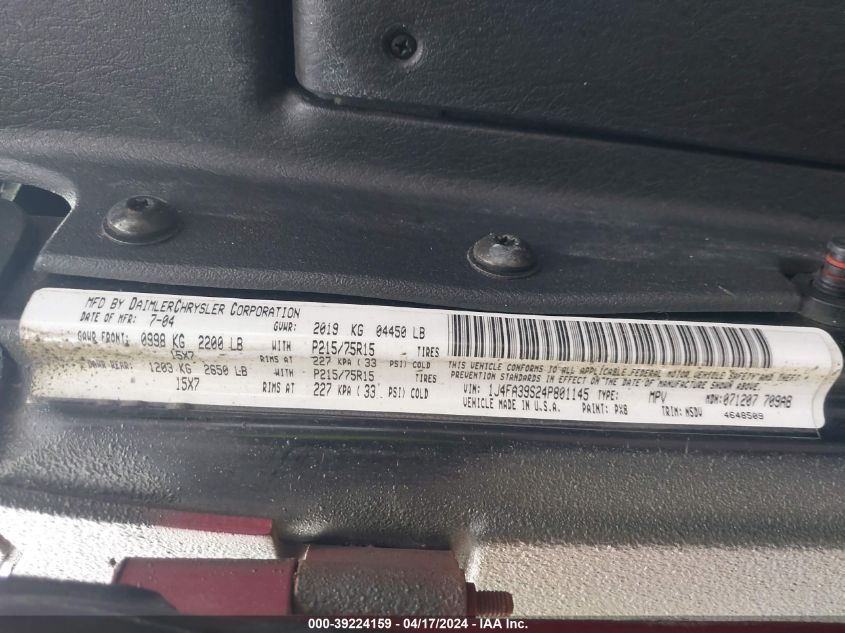 MFD BY DAIMLERCHRYSLER CORPORATION
DATE OF MFR: 7-04 GVWR: 2019 KG 04450 LB
GAWR FRONT: 0998 KG 2200 LB WITH P215/75R15 TIRES
15X7 RIMS AT 227 KPA ( 33 PSI) COLD
GAWR REAR: 1203 KG 2650 LB WITH P215/75R15 TIRES
15X7 RIMS AT 227 KPA ( 33 PSI) COLD
THIS VEHICLE CONFORMS TO ALL APPLICABLE FEDERAL MOTOR VEHICLE SAFETY AND THEFT
PREVENTION STANDARDS IN EFFECT ON THE DATE OF MANUFACTURE SHOWN ABOVE.
VIN: 1J4FA39S24P801145 TYPE: MPV MDH: 071207 709AB
VEHICLE MADE IN U.S.A. PAINT: PXB TRIM: NSDV 4648509
000-39224159 - 04/17/2024 - IAA Inc.